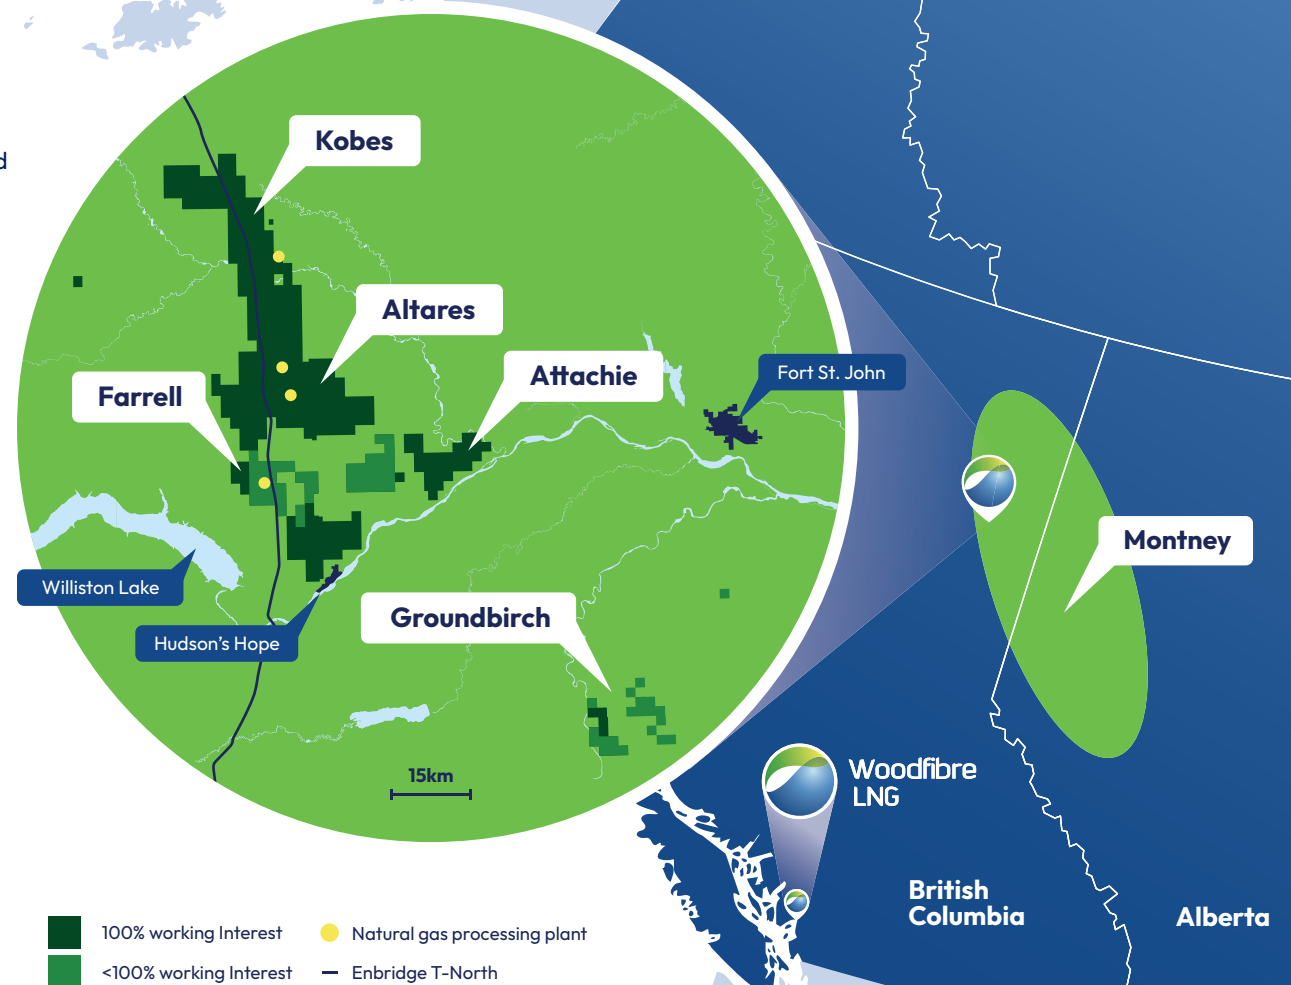 d
Kobes
Altares
Attachie
Fort St. John
Farrell
Montney
Williston Lake
Groundbirch
Hudson's Hope
15km
Woodfibre
LNG
British
Columbia
Alberta
100% working Interest
Natural gas processing plant
<100% working Interest
Enbridge T-North